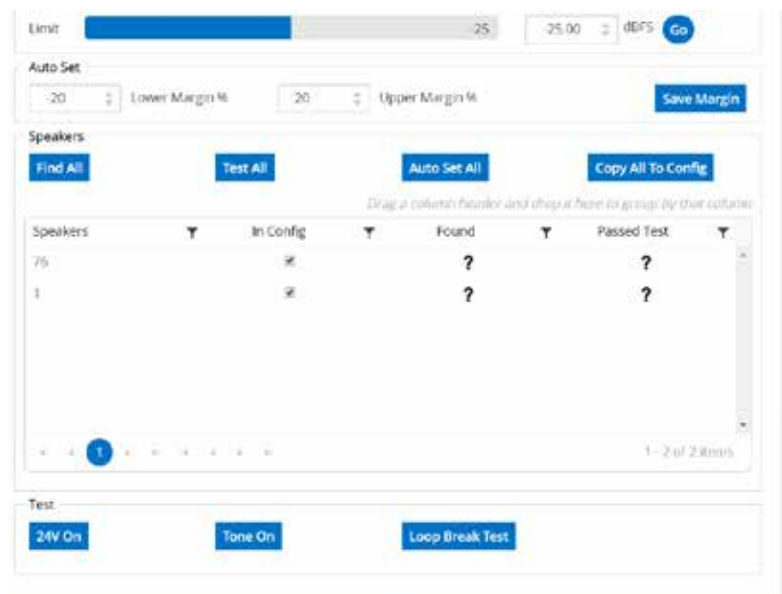 Limit -25 -25.00 dBFS Go
Auto Set
-20 Lower Margin % 20 Upper Margin % Save Margin
Speakers
Find All Test All Auto Set All Copy All To Config
Drag a column header and drop it here to group by that column
Speakers In Config Found Passed Test
76 ? ?
1 ? ?
1 1 - 2 of 2 items
Test
24V On Tone On Loop Break Test